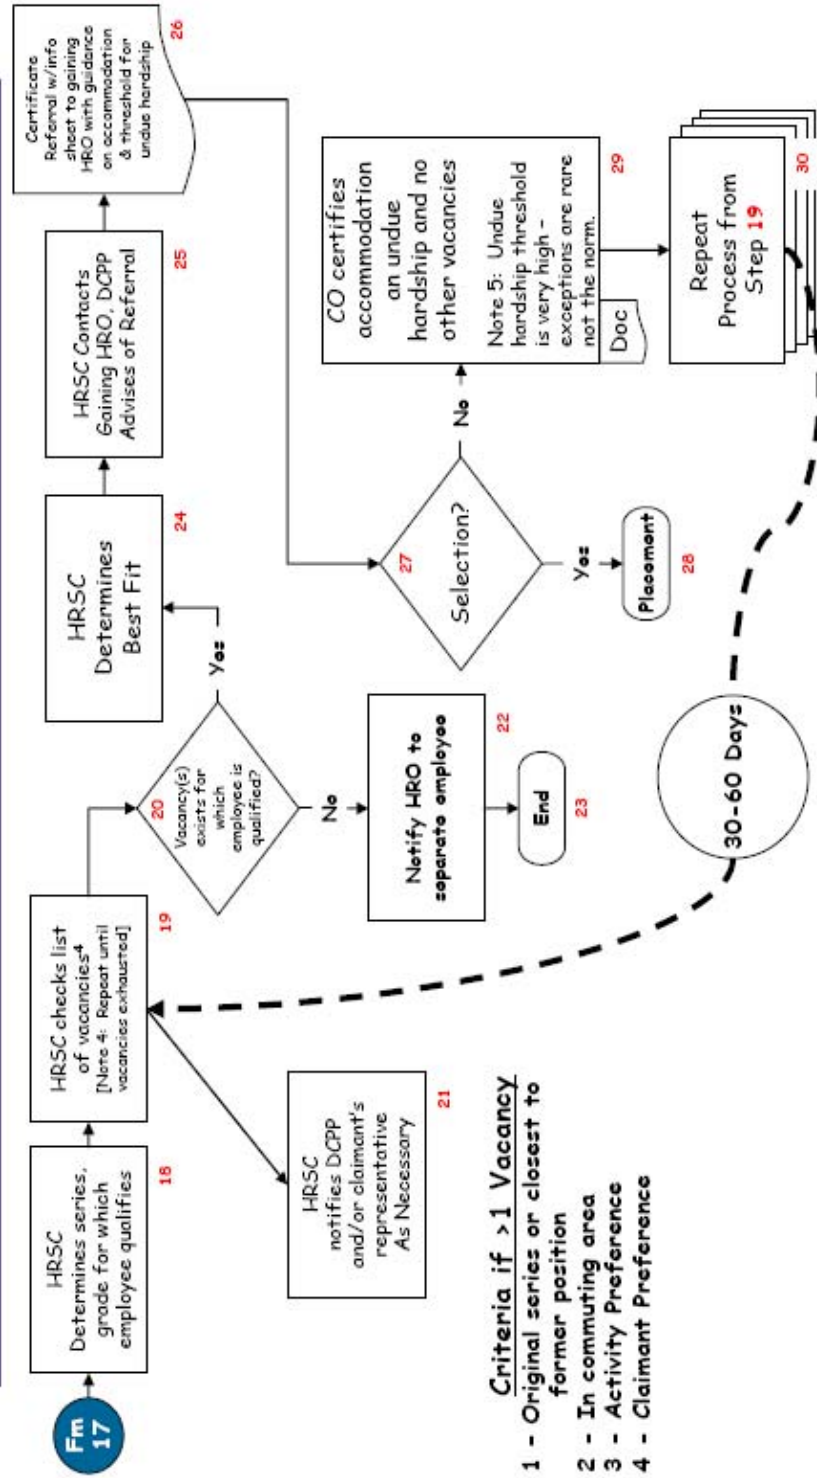 Fm
17
HRSC
Determines series,
grade for which
employee qualifies
18
HRSC checks list
of vacancies⁴
[Note 4: Repeat until
vacancies exhausted]
19
20
Vacancy(s)
exists for
which
employee is
qualified?
Yes
No
HRSC
notifies DCPP
and/or claimant's
representative
As Necessary
21
Notify HRO to
separate employee
22
End
23
HRSC
Determines
Best Fit
24
HRSC Contacts
Gaining HRO, DCPP
Advises of Referral
25
Certificate
Referral w/info
sheet to gaining
HRO with guidance
on accommodation
& threshold for
undue hardship
26
27
Selection?
Yes
No
Placement
28
CO certifies
accommodation
an undue
hardship and no
other vacancies
Note 5: Undue
hardship threshold
is very high -
exceptions are rare
not the norm.
Doc
29
Repeat
Process from
Step 19
30
30-60 Days
Criteria if >1 Vacancy
1 - Original series or closest to
former position
2 - In commuting area
3 - Activity Preference
4 - Claimant Preference